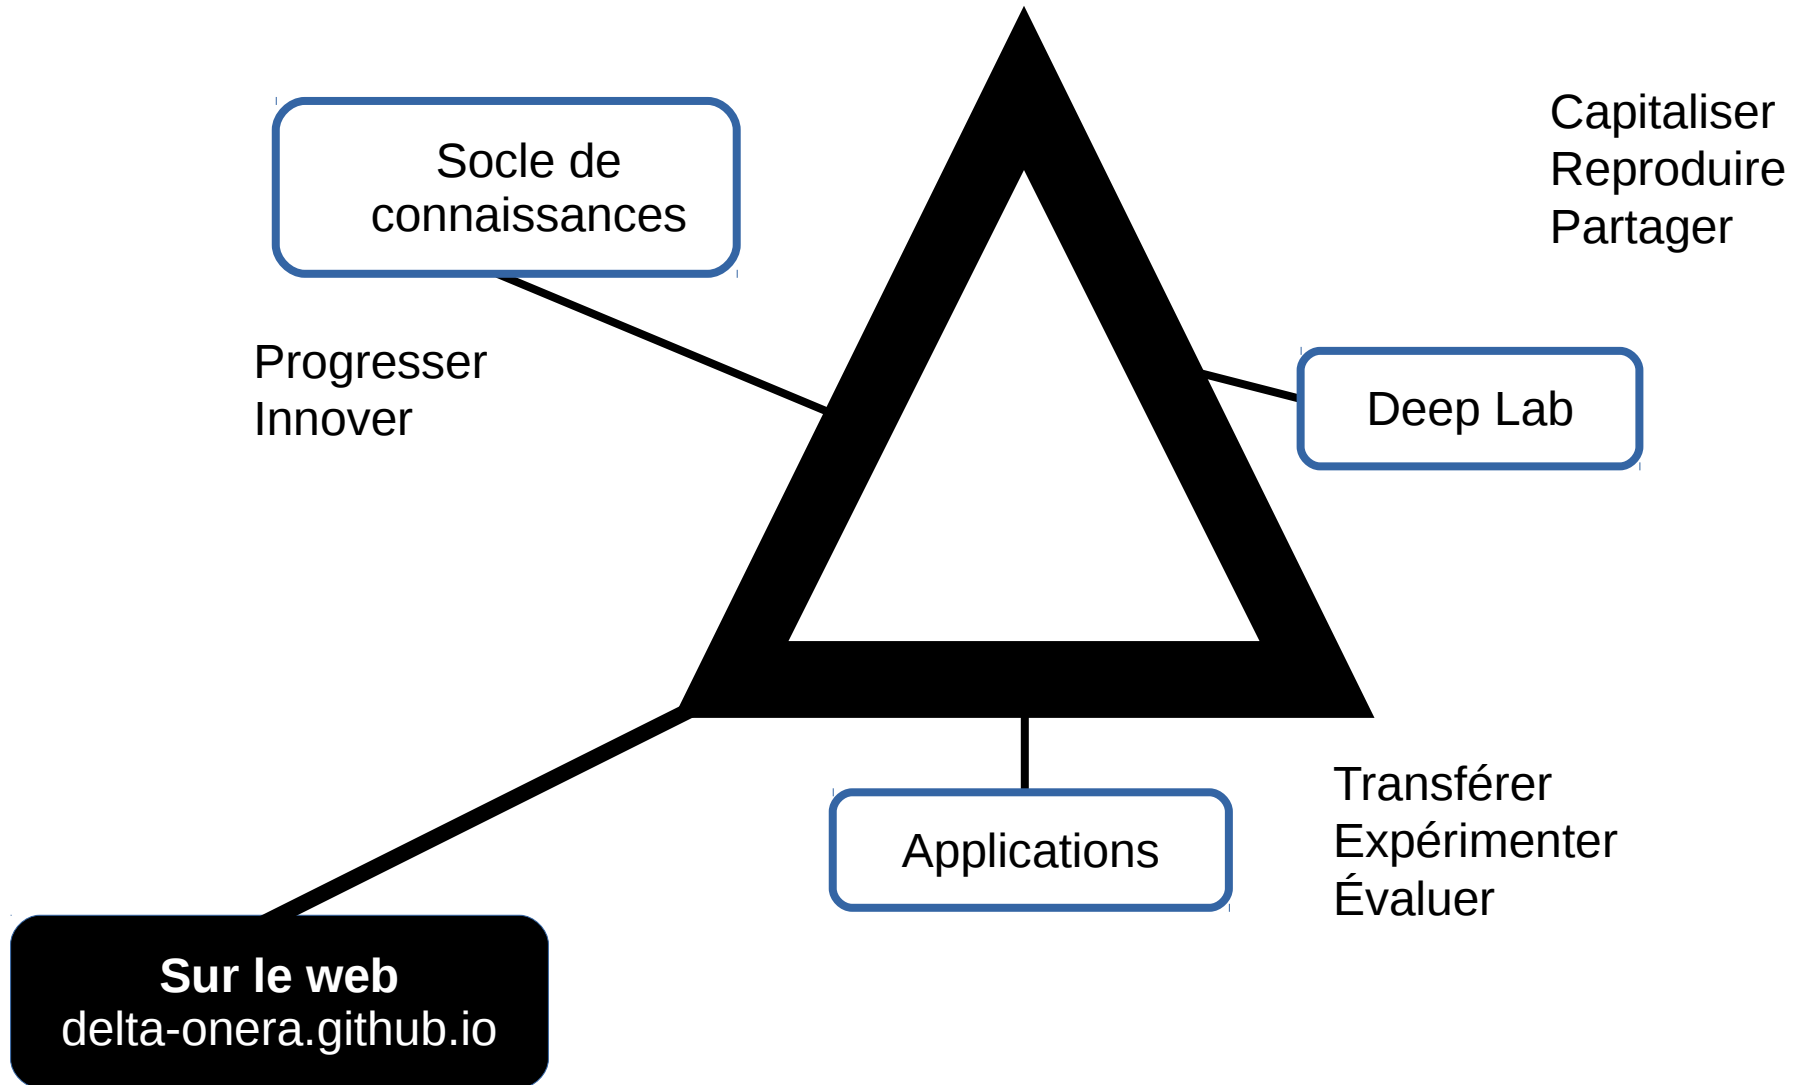 Socle de
connaissances
Progresser
Innover
Capitaliser
Reproduire
Partager
Deep Lab
Applications
Transférer
Expérimenter
Évaluer
Sur le web
delta-onera.github.io